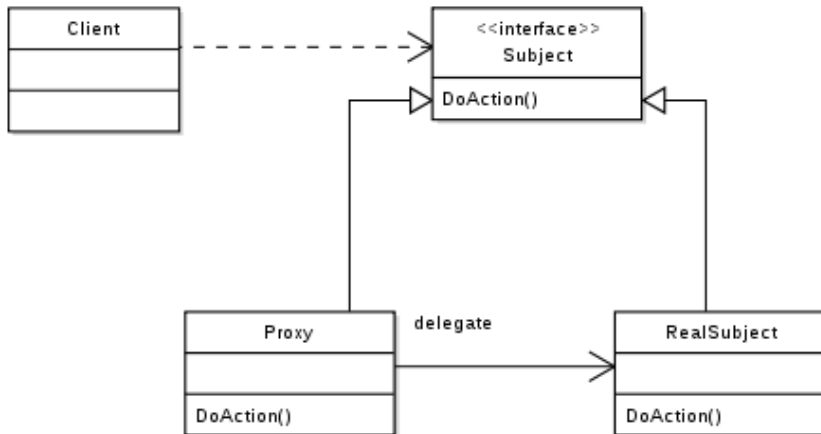 Client
<<interface>>
Subject
DoAction()
Proxy
DoAction()
delegate
RealSubject
DoAction()